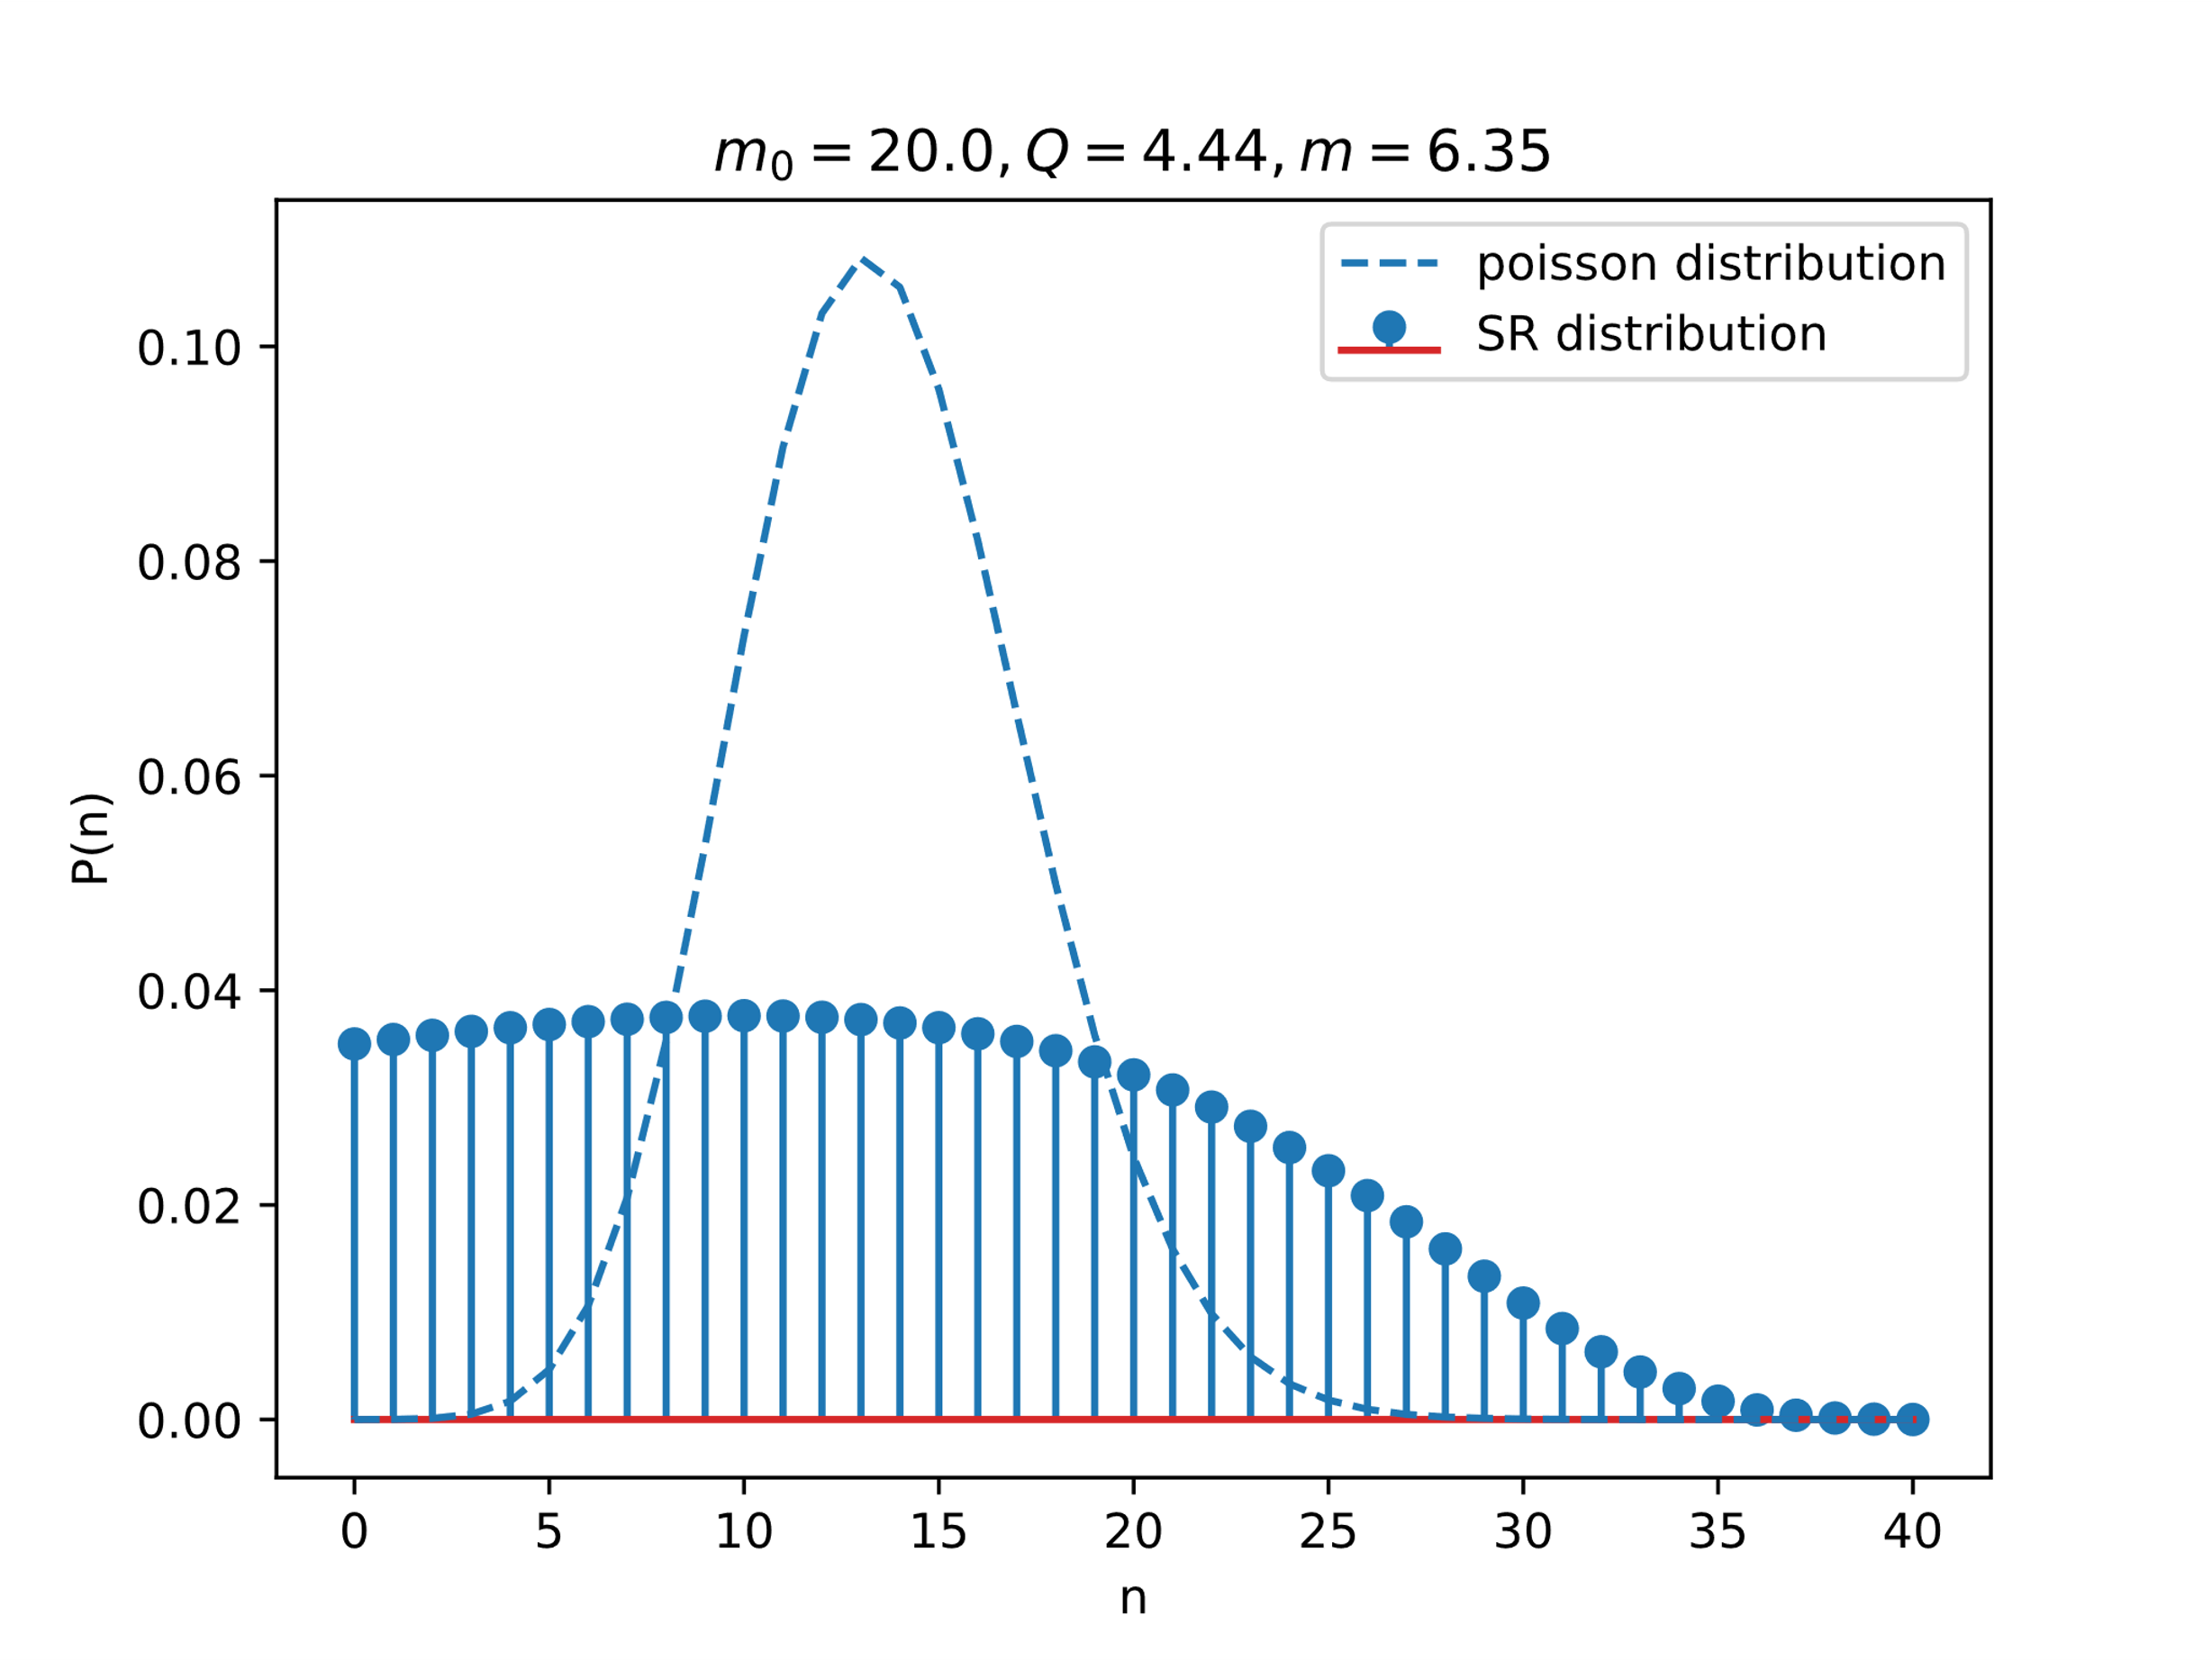 m₀ = 20.0, Q = 4.44, m = 6.35
poisson distribution
SR distribution
0.10
0.08
0.06
0.04
0.02
0.00
P(n)
0 5 10 15 20 25 30 35 40
n